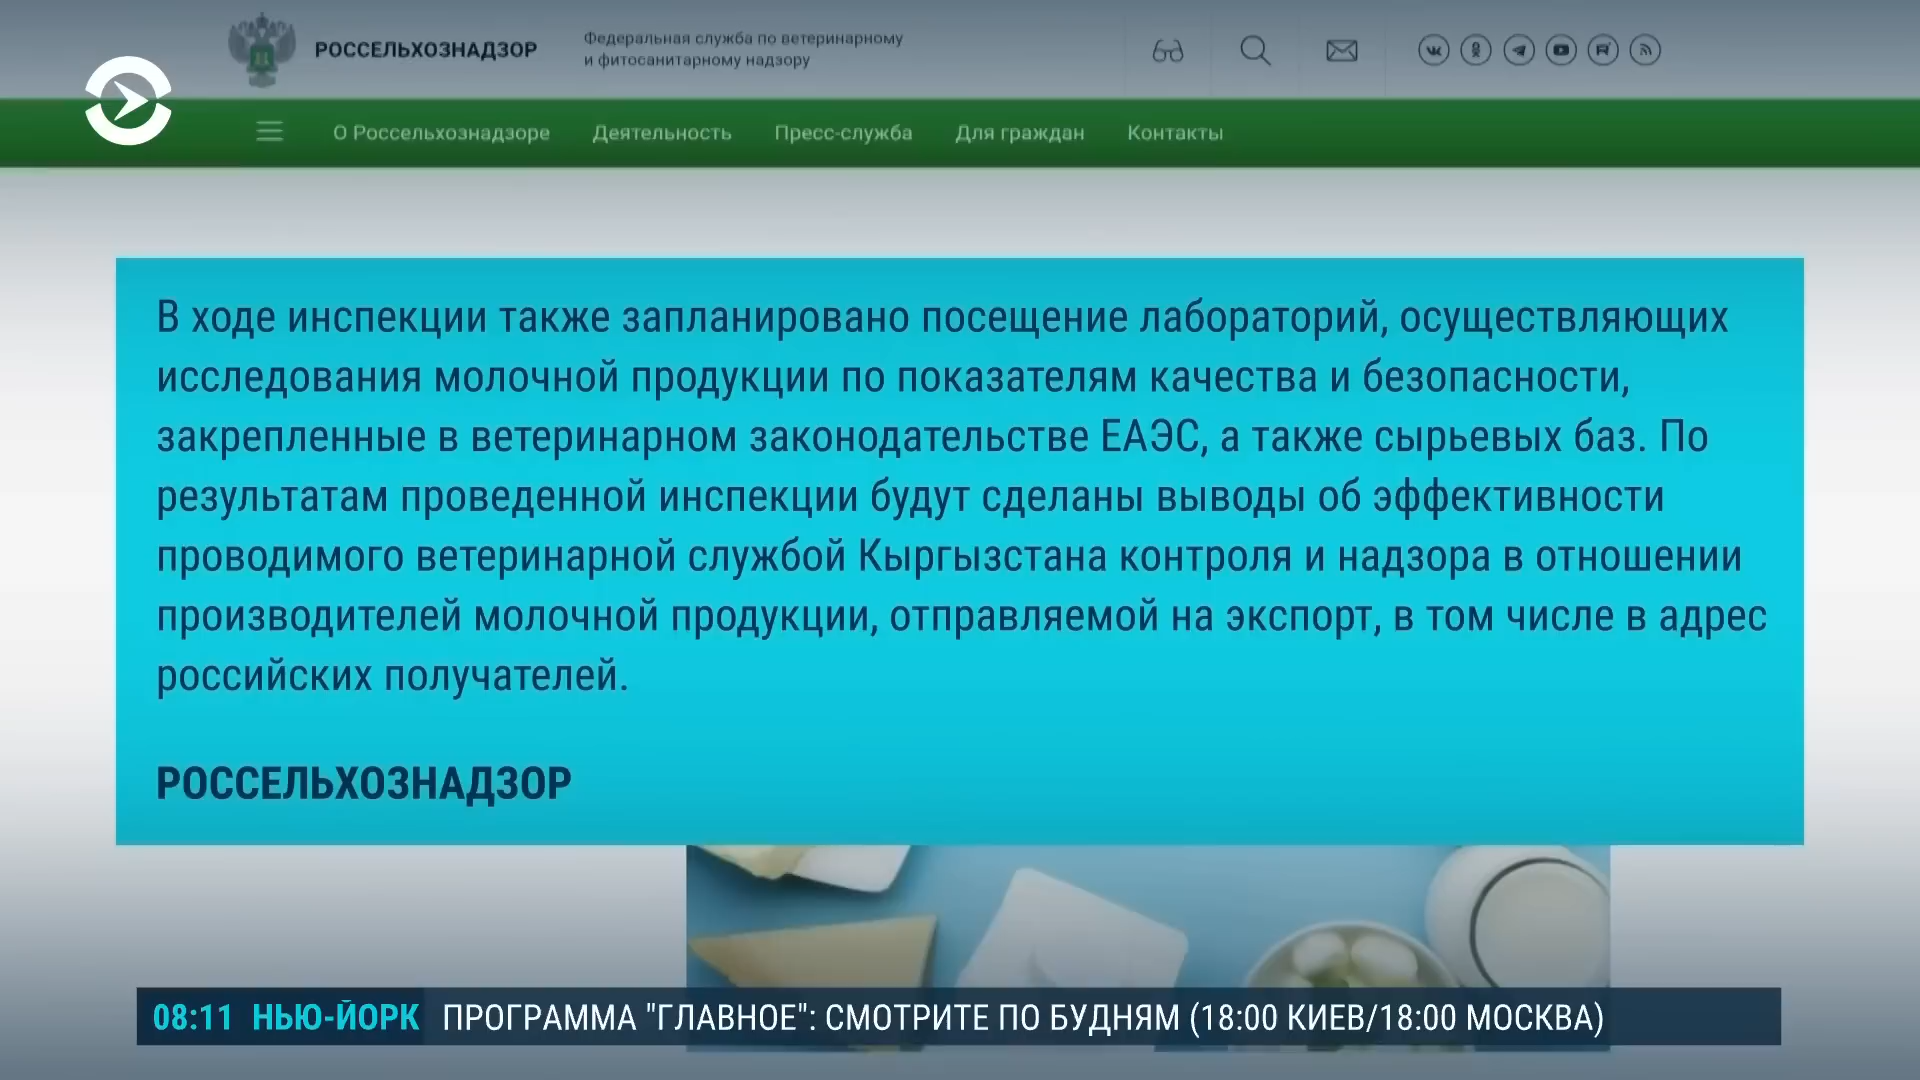 РОССЕЛЬХОЗНАДЗОР
Федеральная служба по ветеринарному
и фитосанитарному надзору
О Россельхознадзоре Деятельность Пресс-служба Для граждан Контакты
В ходе инспекции также запланировано посещение лабораторий, осуществляющих
исследования молочной продукции по показателям качества и безопасности,
закрепленные в ветеринарном законодательстве ЕАЭС, а также сырьевых баз. По
результатам проведенной инспекции будут сделаны выводы об эффективности
проводимого ветеринарной службой Кыргызстана контроля и надзора в отношении
производителей молочной продукции, отправляемой на экспорт, в том числе в адрес
российских получателей.
РОССЕЛЬХОЗНАДЗОР
08:11 НЬЮ-ЙОРК ПРОГРАММА "ГЛАВНОЕ": СМОТРИТЕ ПО БУДНЯМ (18:00 КИЕВ/18:00 МОСКВА)